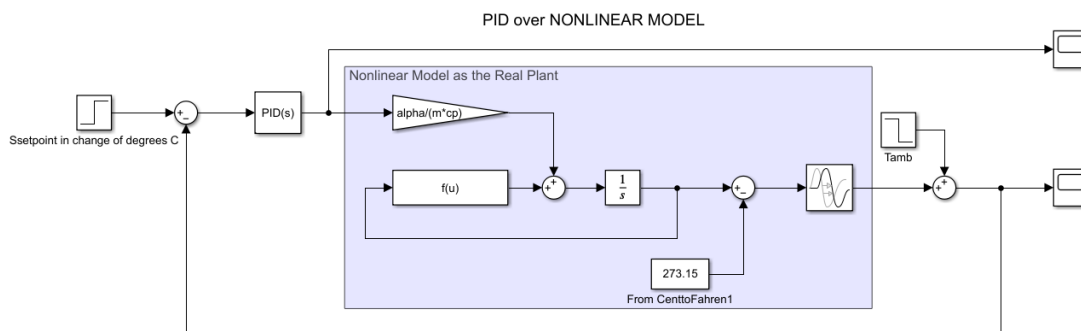 PID over NONLINEAR MODEL
Nonlinear Model as the Real Plant
PID(s)
alpha/(m*cp)
Ssetpoint in change of degrees C
Tamb
f(u)
1
s
273.15
From CenttoFahren1